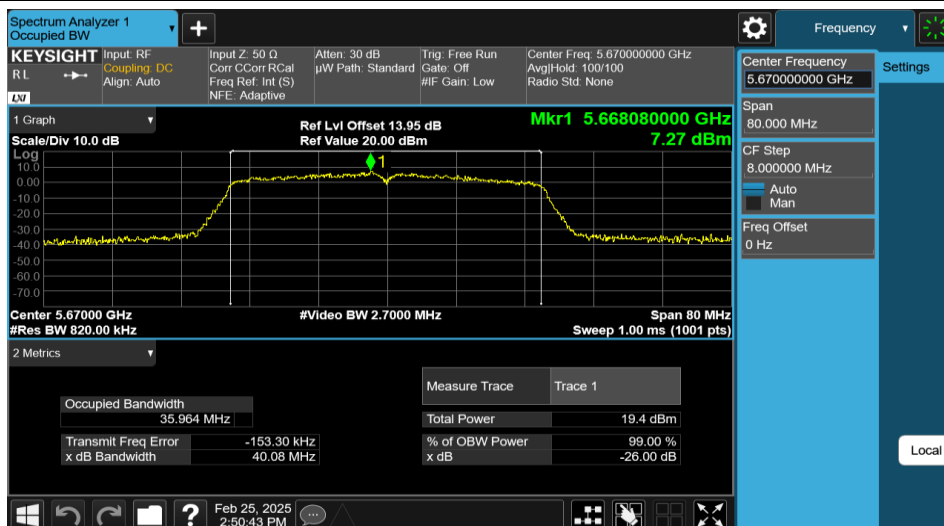 Spectrum Analyzer 1
Occupied BW
+
Frequency
KEYSIGHT
R L
LXI
Input: RF
Coupling: DC
Align: Auto
Input Z: 50 Ω
Corr CCorr RCal
Freq Ref: Int (S)
NFE: Adaptive
Atten: 30 dB
µW Path: Standard
Trig: Free Run
Gate: Off
#IF Gain: Low
Center Freq: 5.670000000 GHz
Avg|Hold: 100/100
Radio Std: None
1 Graph
Scale/Div 10.0 dB
Ref Lvl Offset 13.95 dB
Ref Value 20.00 dBm
Mkr1 5.668080000 GHz
7.27 dBm
Log
10.0
0.00
-10.0
-20.0
-30.0
-40.0
-50.0
-60.0
-70.0
1
Center 5.67000 GHz
#Video BW 2.7000 MHz
Span 80 MHz
#Res BW 820.00 kHz
Sweep 1.00 ms (1001 pts)
2 Metrics
Measure Trace
Trace 1
Occupied Bandwidth
35.964 MHz
Total Power
19.4 dBm
Transmit Freq Error
-153.30 kHz
% of OBW Power
99.00 %
x dB Bandwidth
40.08 MHz
x dB
-26.00 dB
Center Frequency
5.670000000 GHz
Settings
Span
80.000 MHz
CF Step
8.000000 MHz
Auto
Man
Freq Offset
0 Hz
Local
?
Feb 25, 2025
2:50:43 PM